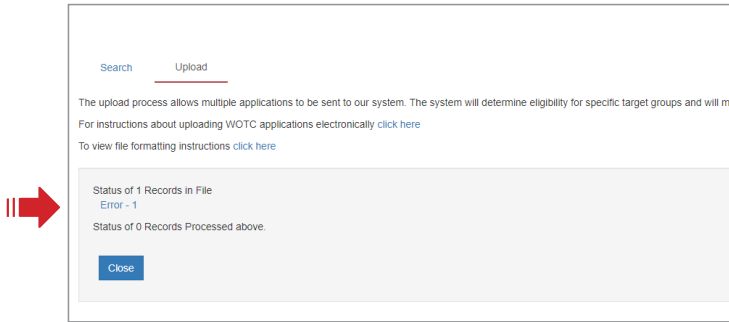 Search Upload
The upload process allows multiple applications to be sent to our system. The system will determine eligibility for specific target groups and will m
For instructions about uploading WOTC applications electronically click here
To view file formatting instructions click here
Status of 1 Records in File
Error - 1
Status of 0 Records Processed above.
Close